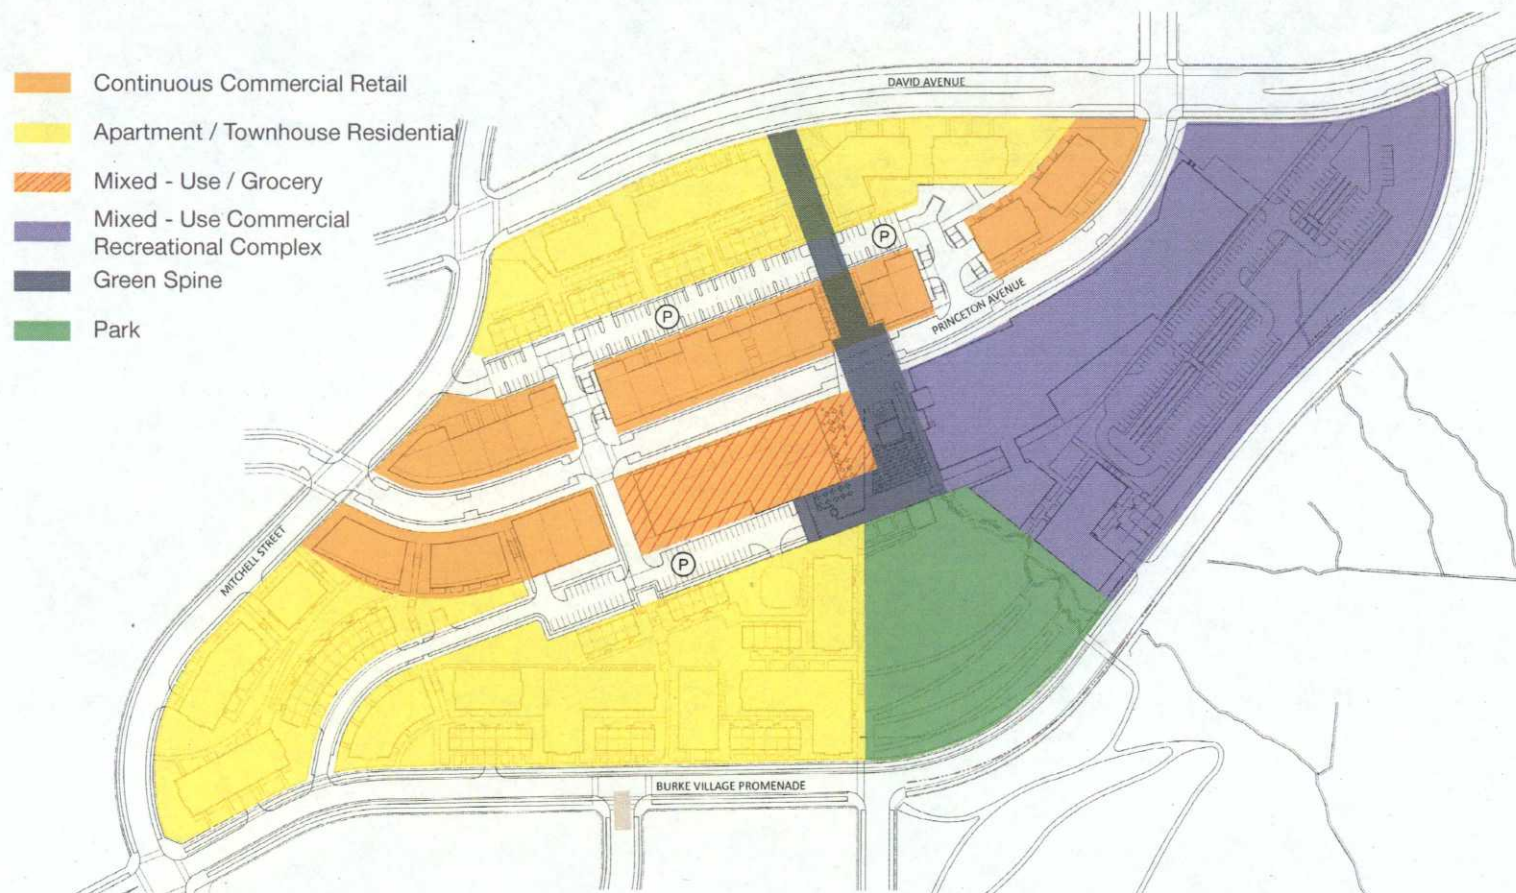 Continuous Commercial Retail
Apartment / Townhouse Residential
Mixed - Use / Grocery
Mixed - Use Commercial
Recreational Complex
Green Spine
Park
DAVID AVENUE
P
P
PRINCETON AVENUE
MITCHELL STREET
P
BURKE VILLAGE PROMENADE